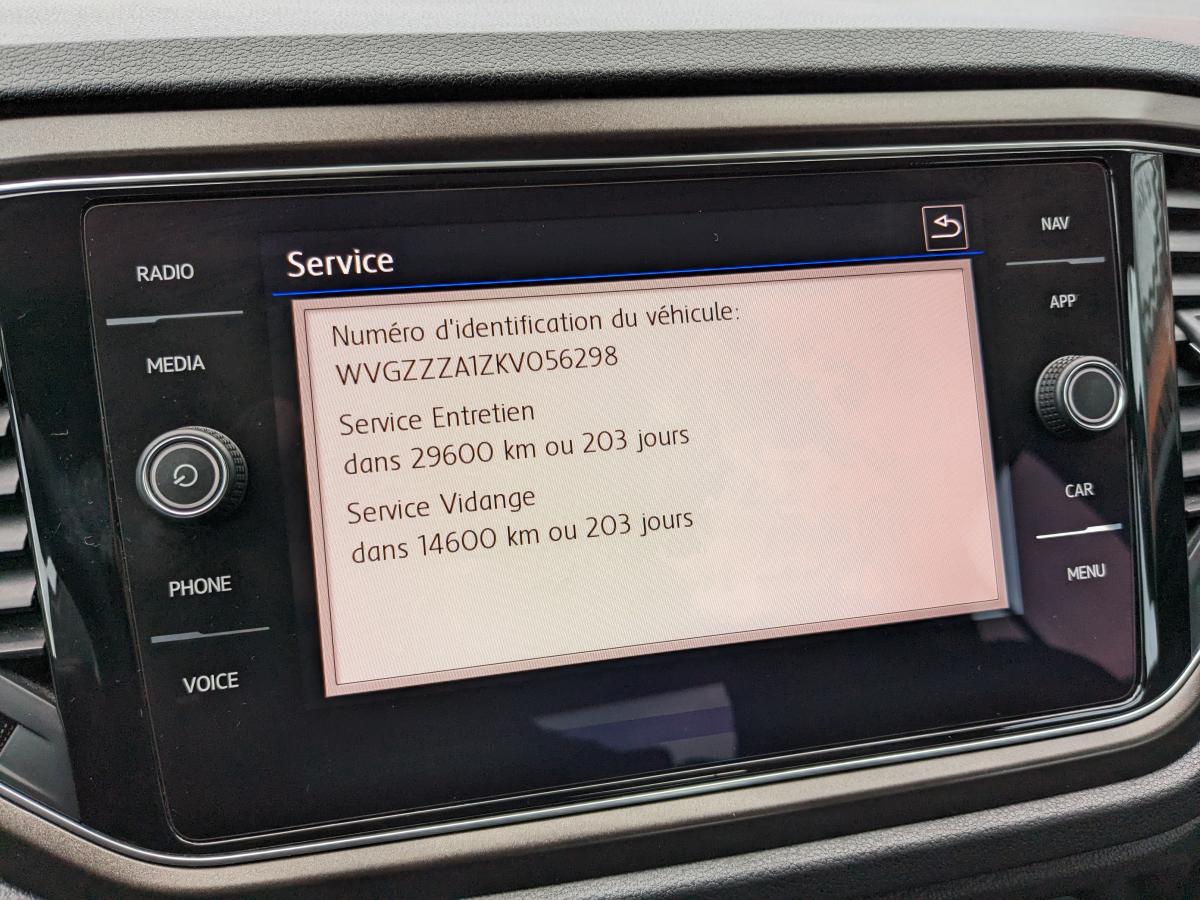 Service
Numéro d'identification du véhicule:
WVGZZZA1ZKV056298
Service Entretien
dans 29600 km ou 203 jours
Service Vidange
dans 14600 km ou 203 jours
RADIO
MEDIA
PHONE
VOICE
NAV
APP
CAR
MENU